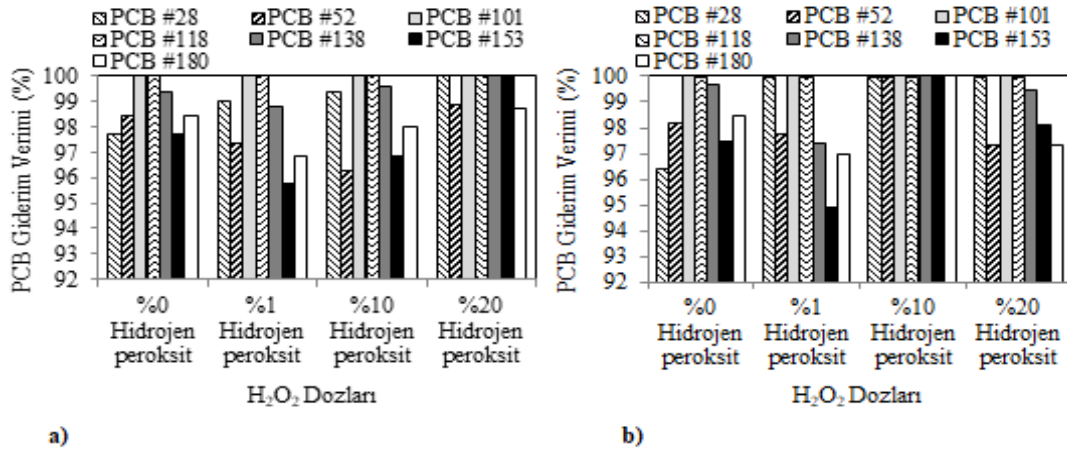 PCB #28 PCB #52 PCB #101
PCB #118 PCB #138 PCB #153
PCB #180
PCB Giderim Verimi (%)
100
99
98
97
96
95
94
93
92
%0 %1 %10 %20
Hidrojen Hidrojen Hidrojen Hidrojen
peroksit peroksit peroksit peroksit
H₂O₂ Dozları
a)
PCB #28 PCB #52 PCB #101
PCB #118 PCB #138 PCB #153
PCB #180
PCB Giderim Verimi (%)
100
99
98
97
96
95
94
93
92
%0 %1 %10 %20
Hidrojen Hidrojen Hidrojen Hidrojen
peroksit peroksit peroksit peroksit
H₂O₂ Dozları
b)